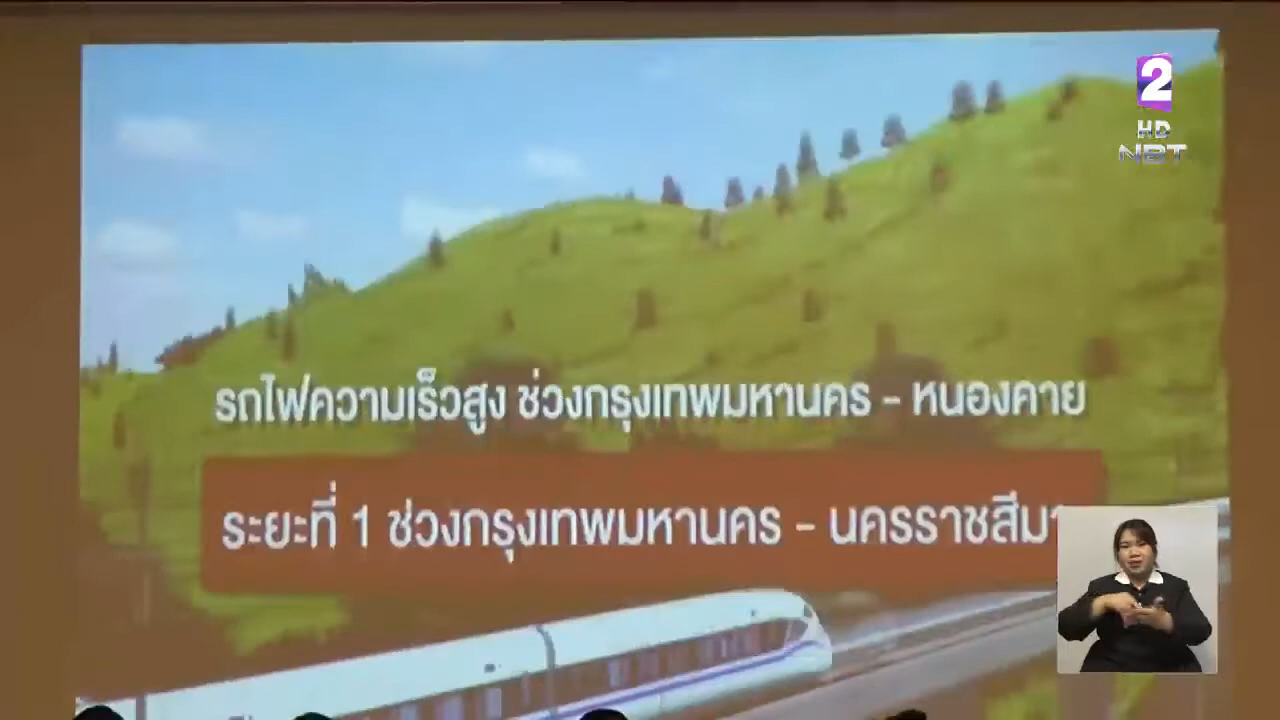 2
HD
NBT
รถไฟความเร็วสูง ช่วงกรุงเทพมหานคร - หนองคาย
ระยะที่ 1 ช่วงกรุงเทพมหานคร - นครราชสีมา